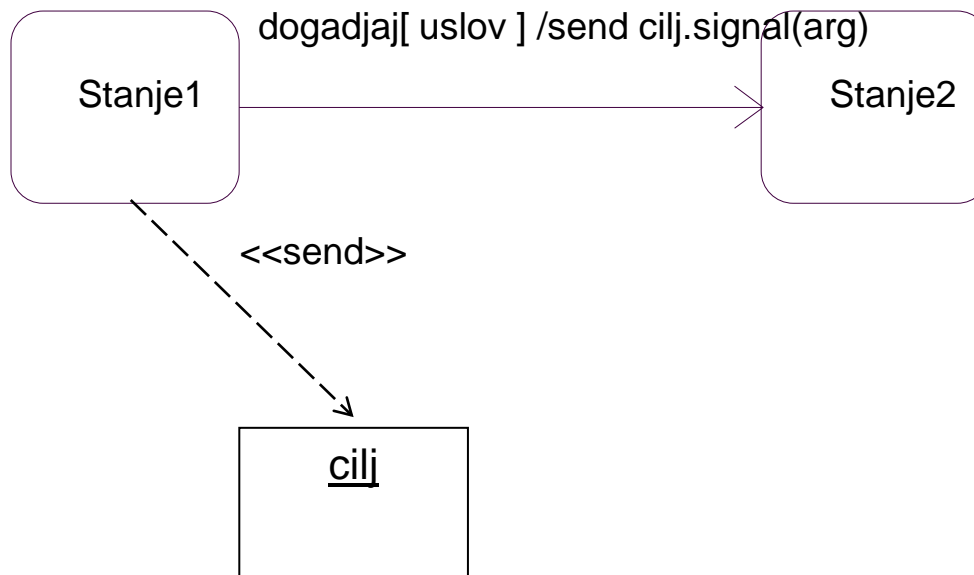 dogadjaj[ uslov ] /send cilj.signal(arg)
Stanje1
Stanje2
<<send>>
cilj